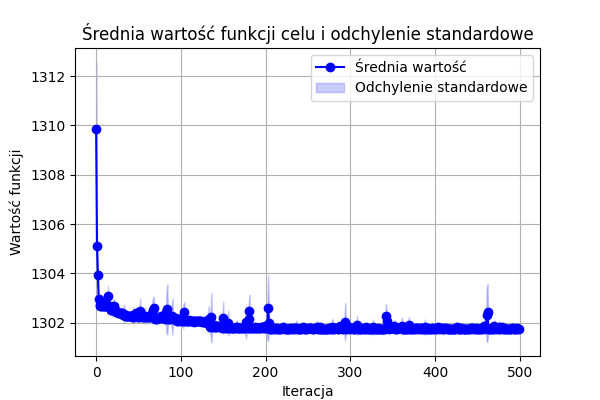 Średnia wartość funkcji celu i odchylenie standardowe
Średnia wartość
Odchylenie standardowe
Wartość funkcji
1312
1310
1308
1306
1304
1302
0 100 200 300 400 500
Iteracja